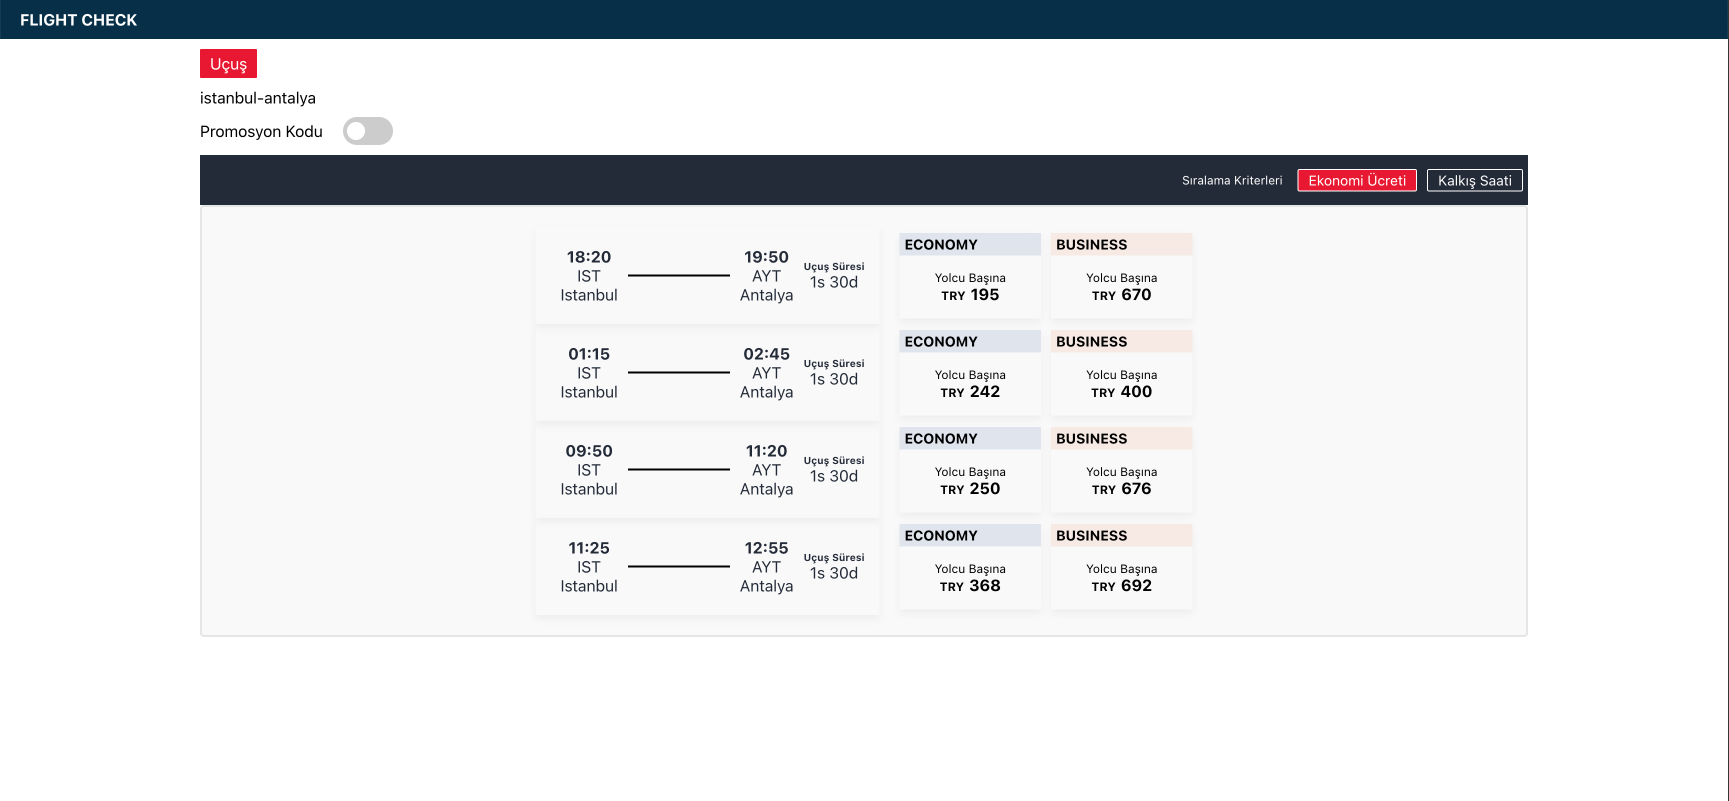 FLIGHT CHECK
Uçuş
istanbul-antalya
Promosyon Kodu
Sıralama Kriterleri Ekonomi Ücreti Kalkış Saati
18:20
IST
Istanbul
19:50
AYT
Antalya
Uçuş Süresi
1s 30d
ECONOMY
Yolcu Başına
TRY 195
BUSINESS
Yolcu Başına
TRY 670
01:15
IST
Istanbul
02:45
AYT
Antalya
Uçuş Süresi
1s 30d
ECONOMY
Yolcu Başına
TRY 242
BUSINESS
Yolcu Başına
TRY 400
09:50
IST
Istanbul
11:20
AYT
Antalya
Uçuş Süresi
1s 30d
ECONOMY
Yolcu Başına
TRY 250
BUSINESS
Yolcu Başına
TRY 676
11:25
IST
Istanbul
12:55
AYT
Antalya
Uçuş Süresi
1s 30d
ECONOMY
Yolcu Başına
TRY 368
BUSINESS
Yolcu Başına
TRY 692